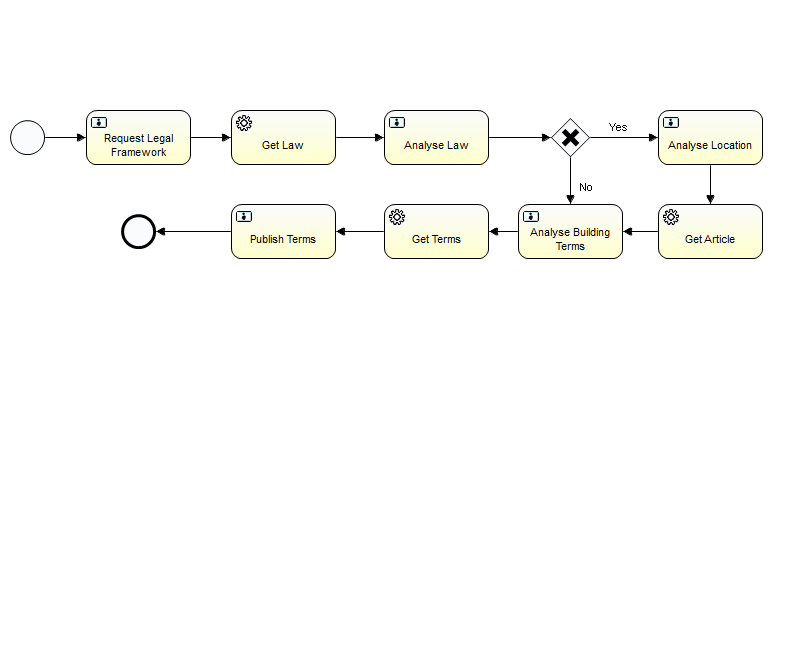 Request Legal
Framework
Get Law
Analyse Law
Yes
Analyse Location
No
Publish Terms
Get Terms
Analyse Building
Terms
Get Article